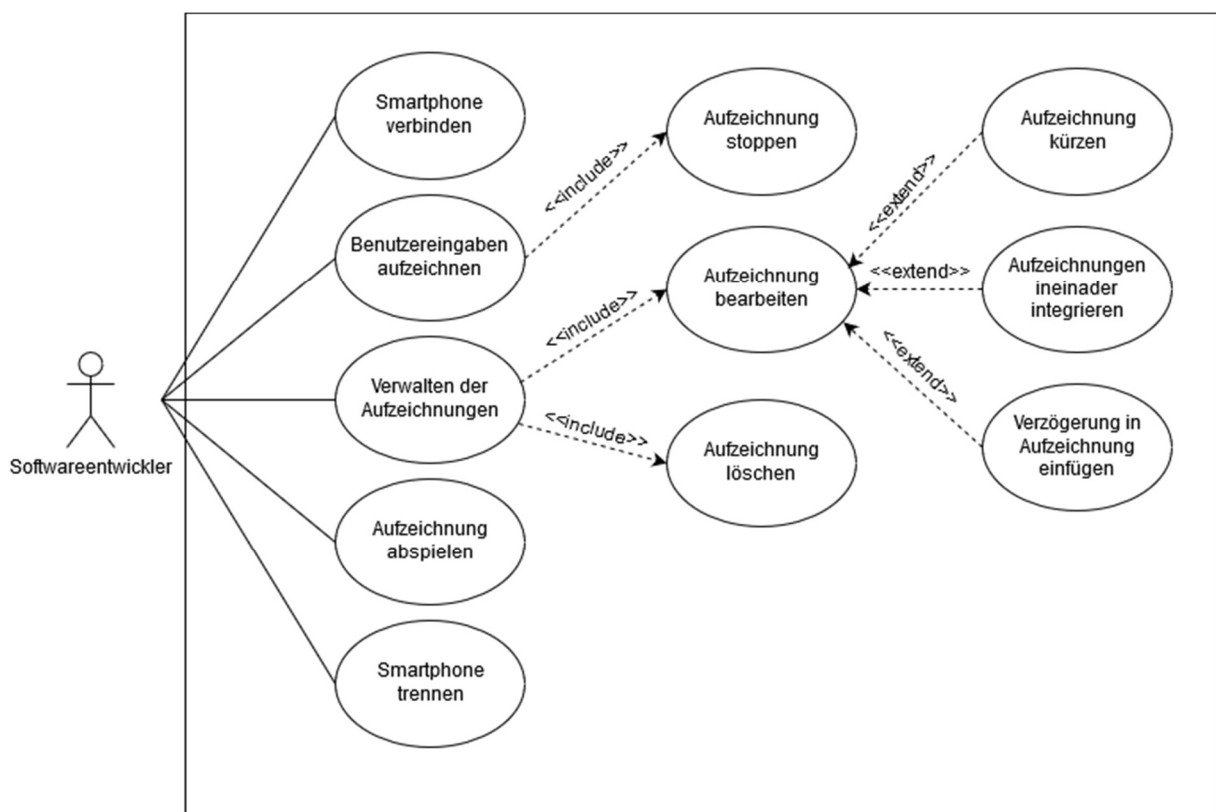 Smartphone
verbinden
Aufzeichnung
stoppen
Aufzeichnung
kürzen
<<include>>
<<extend>>
Benutzereingaben
aufzeichnen
Aufzeichnung
bearbeiten
<<extend>>
Aufzeichnungen
ineinader
integrieren
<<include>>
<<extend>>
Verwalten der
Aufzeichnungen
<<include>>
Aufzeichnung
löschen
Verzögerung in
Aufzeichnung
einfügen
Softwareentwickler
Aufzeichnung
abspielen
Smartphone
trennen